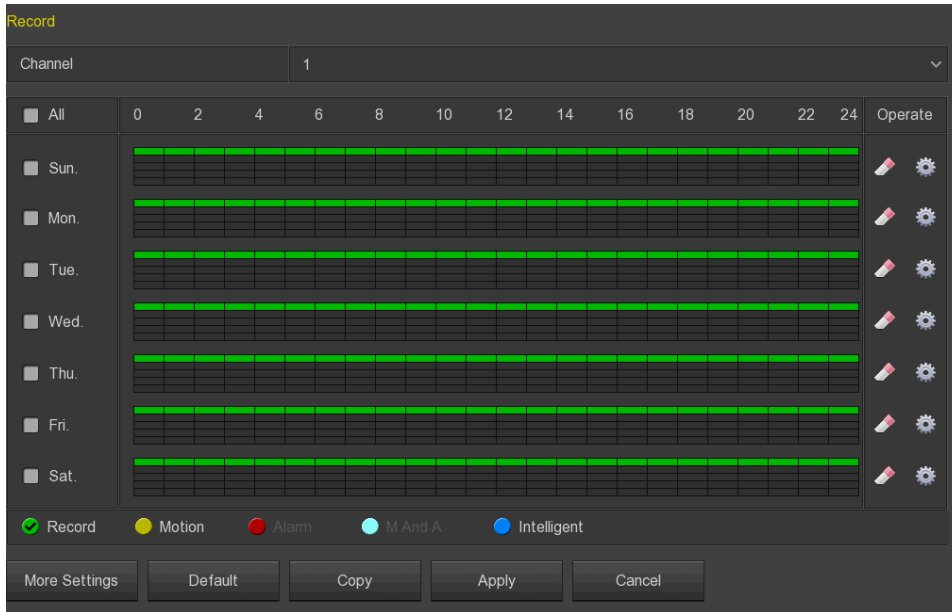 Record
Channel 1
All 0 2 4 6 8 10 12 14 16 18 20 22 24 Operate
Sun.
Mon.
Tue.
Wed.
Thu.
Fri.
Sat.
Record Motion Alarm M And A Intelligent
More Settings Default Copy Apply Cancel